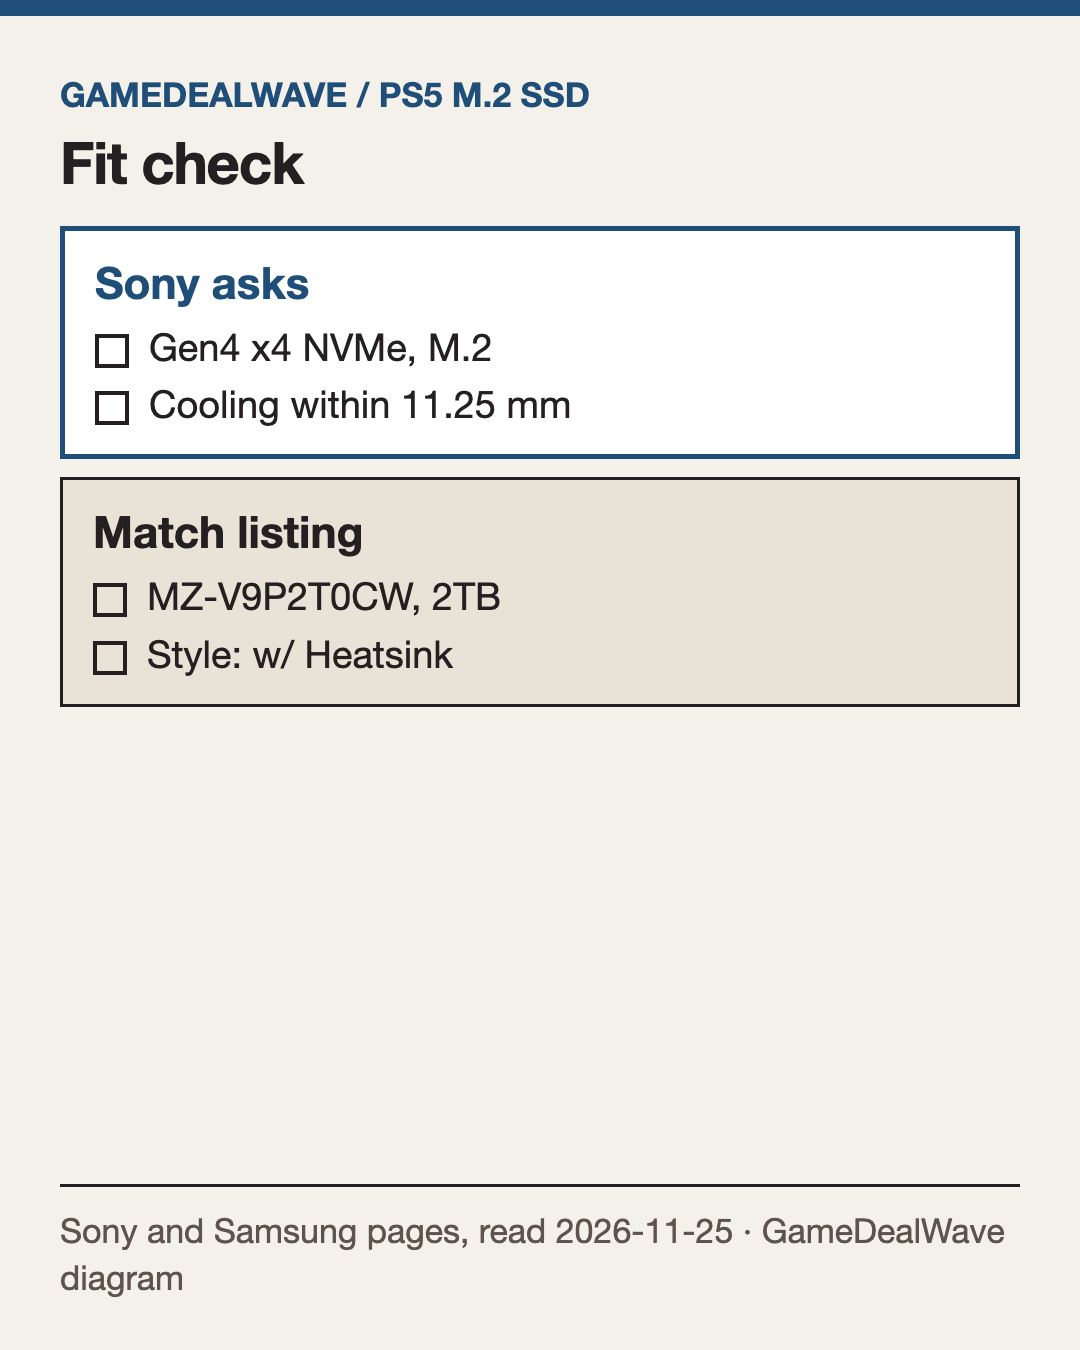 GAMEDEALWAVE / PS5 M.2 SSD
Fit check
Sony asks
Gen4 x4 NVMe, M.2
Cooling within 11.25 mm
Match listing
MZ-V9P2T0CW, 2TB
Style: w/ Heatsink
Sony and Samsung pages, read 2026-11-25 · GameDealWave
diagram